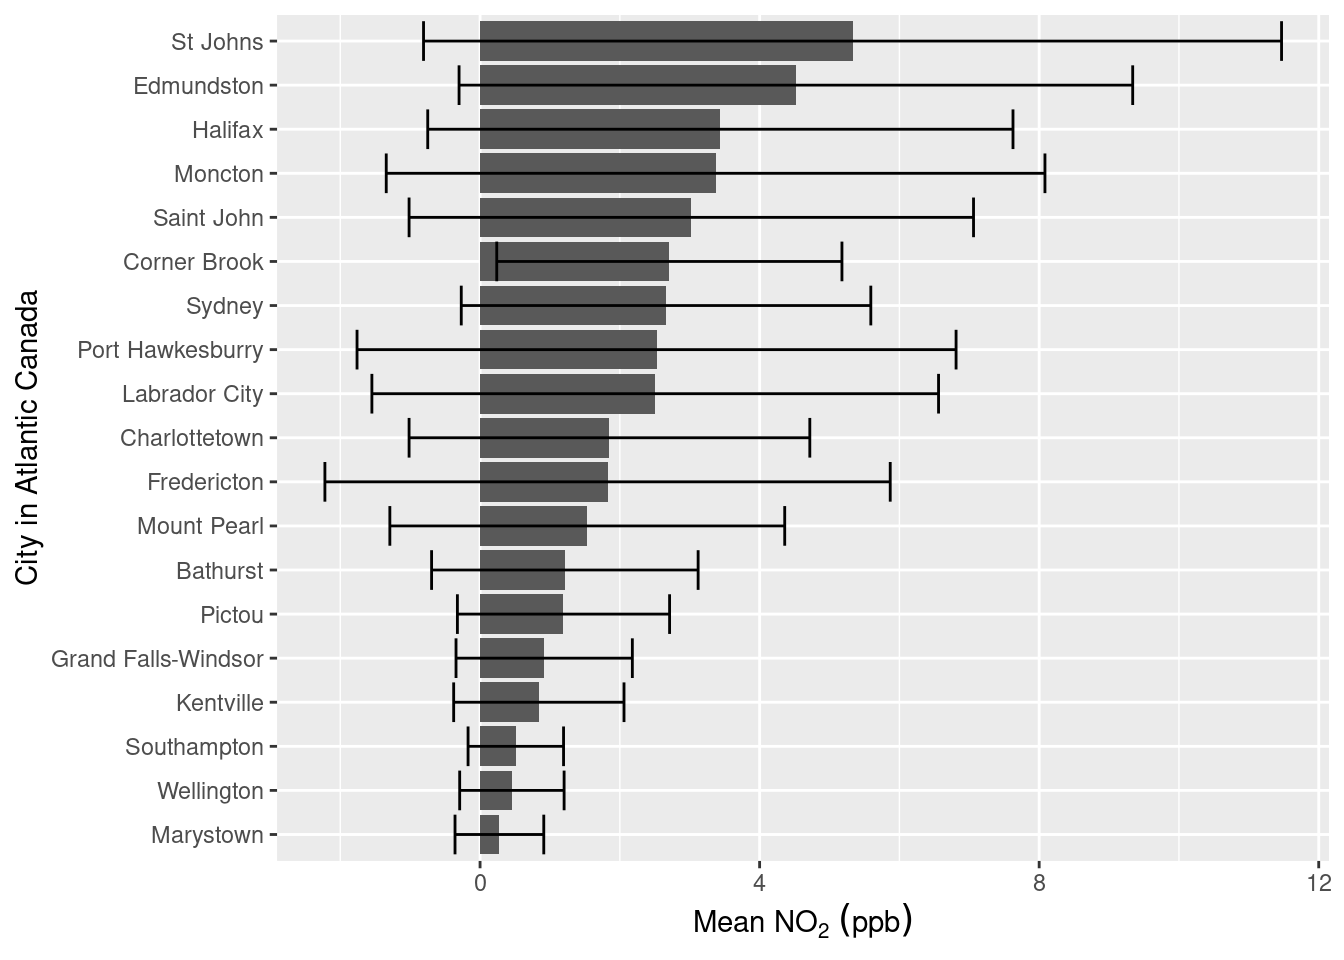 St Johns
Edmundston
Halifax
Moncton
Saint John
Corner Brook
Sydney
Port Hawkesburry
Labrador City
Charlottetown
Fredericton
Mount Pearl
Bathurst
Pictou
Grand Falls-Windsor
Kentville
Southampton
Wellington
Marystown
City in Atlantic Canada
0 4 8 12
Mean NO₂ (ppb)